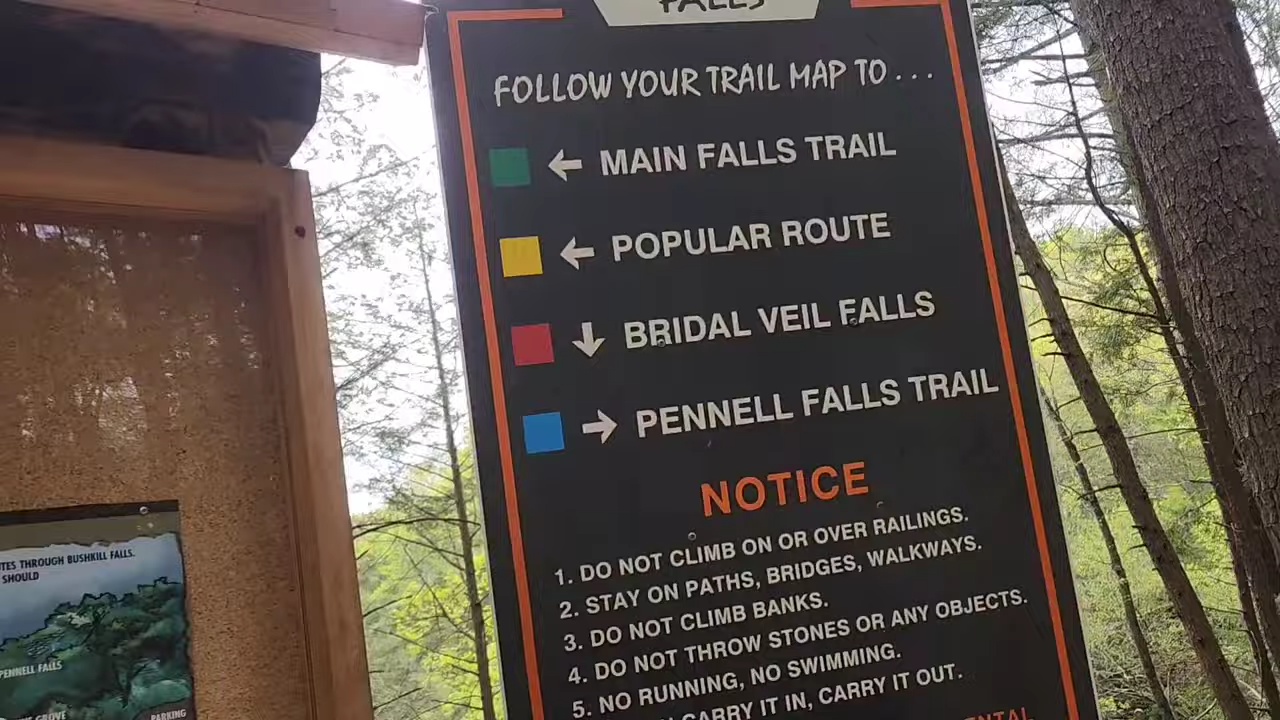 FALLS
FOLLOW YOUR TRAIL MAP TO ...
← MAIN FALLS TRAIL
← POPULAR ROUTE
↓ BRIDAL VEIL FALLS
→ PENNELL FALLS TRAIL
NOTICE
1. DO NOT CLIMB ON OR OVER RAILINGS.
2. STAY ON PATHS, BRIDGES, WALKWAYS.
3. DO NOT CLIMB BANKS.
4. DO NOT THROW STONES OR ANY OBJECTS.
5. NO RUNNING, NO SWIMMING.
CARRY IT IN, CARRY IT OUT.
THROUGH BUSHKILL FALLS.
SHOULD
PENNELL FALLS
GROVE
PARKING